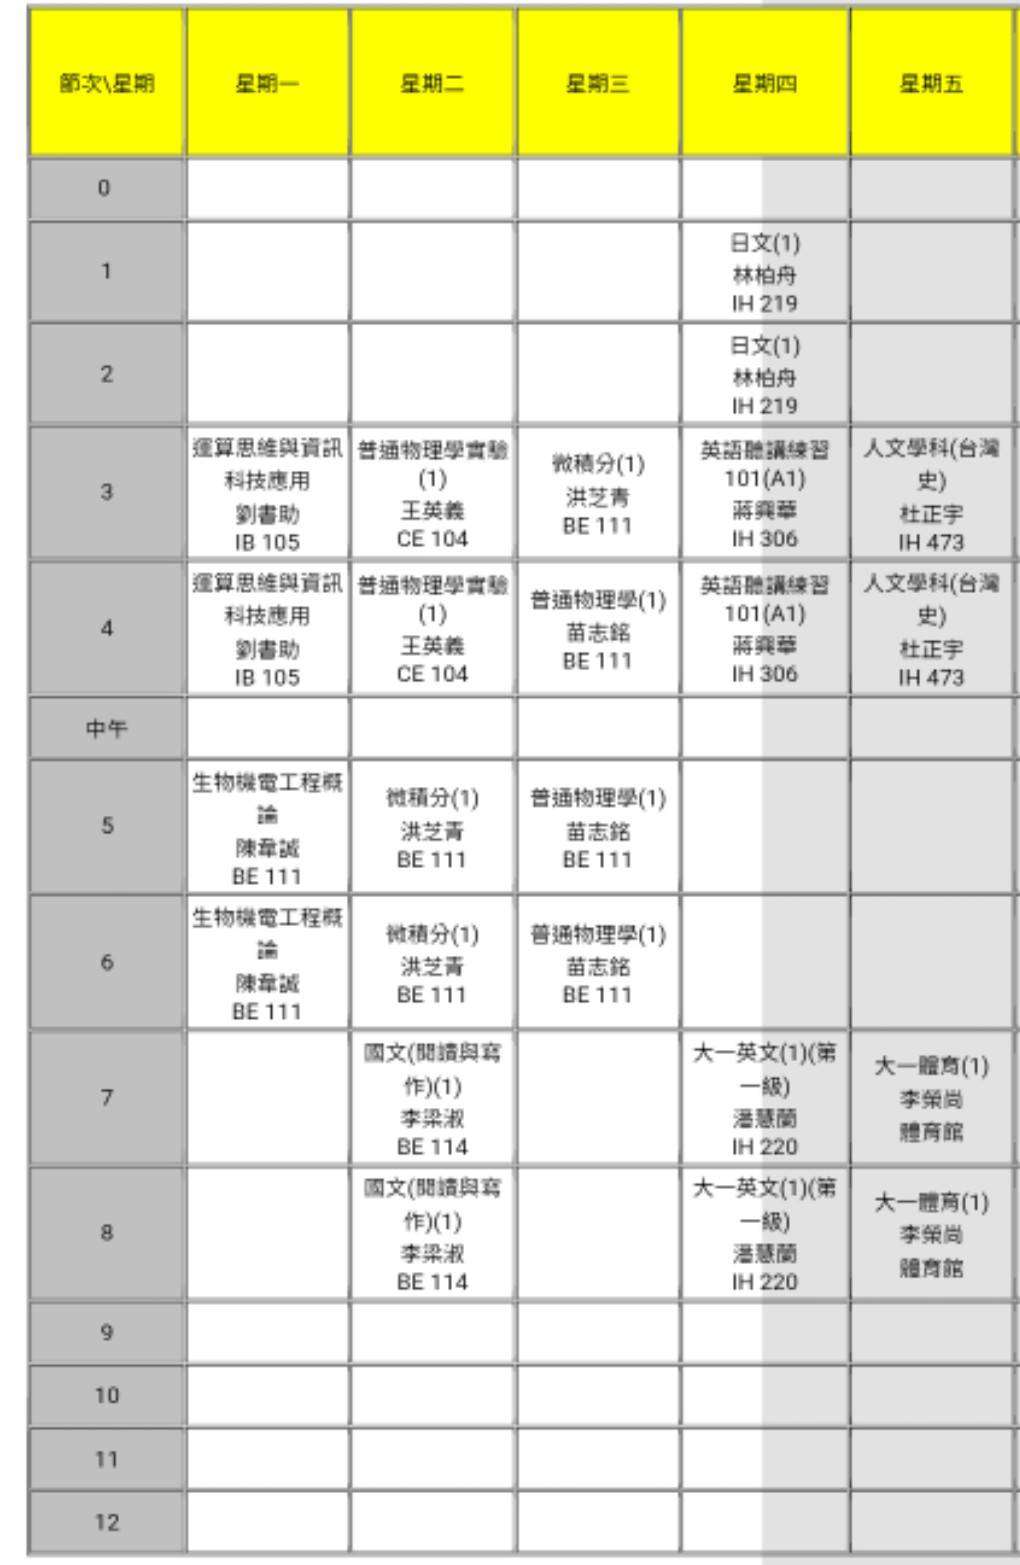 節次\星期 星期一 星期二 星期三 星期四 星期五
0
1
日文(1)
林柏舟
IH 219
2
日文(1)
林柏舟
IH 219
3
運算思維與資訊
科技應用
劉書助
IB 105
普通物理學實驗
(1)
王英義
CE 104
微積分(1)
洪芝青
BE 111
英語聽講練習
101(A1)
蔣興華
IH 306
人文學科(台灣
史)
杜正宇
IH 473
4
運算思維與資訊
科技應用
劉書助
IB 105
普通物理學實驗
(1)
王英義
CE 104
普通物理學(1)
苗志銘
BE 111
英語聽講練習
101(A1)
蔣興華
IH 306
人文學科(台灣
史)
杜正宇
IH 473
中午
5
生物機電工程概
論
陳韋誠
BE 111
微積分(1)
洪芝青
BE 111
普通物理學(1)
苗志銘
BE 111
6
生物機電工程概
論
陳韋誠
BE 111
微積分(1)
洪芝青
BE 111
普通物理學(1)
苗志銘
BE 111
7
國文(閱讀與寫
作)(1)
李梁淑
BE 114
大一英文(1)(第
一級)
潘慧蘭
IH 220
大一體育(1)
李榮尚
體育館
8
國文(閱讀與寫
作)(1)
李梁淑
BE 114
大一英文(1)(第
一級)
潘慧蘭
IH 220
大一體育(1)
李榮尚
體育館
9
10
11
12